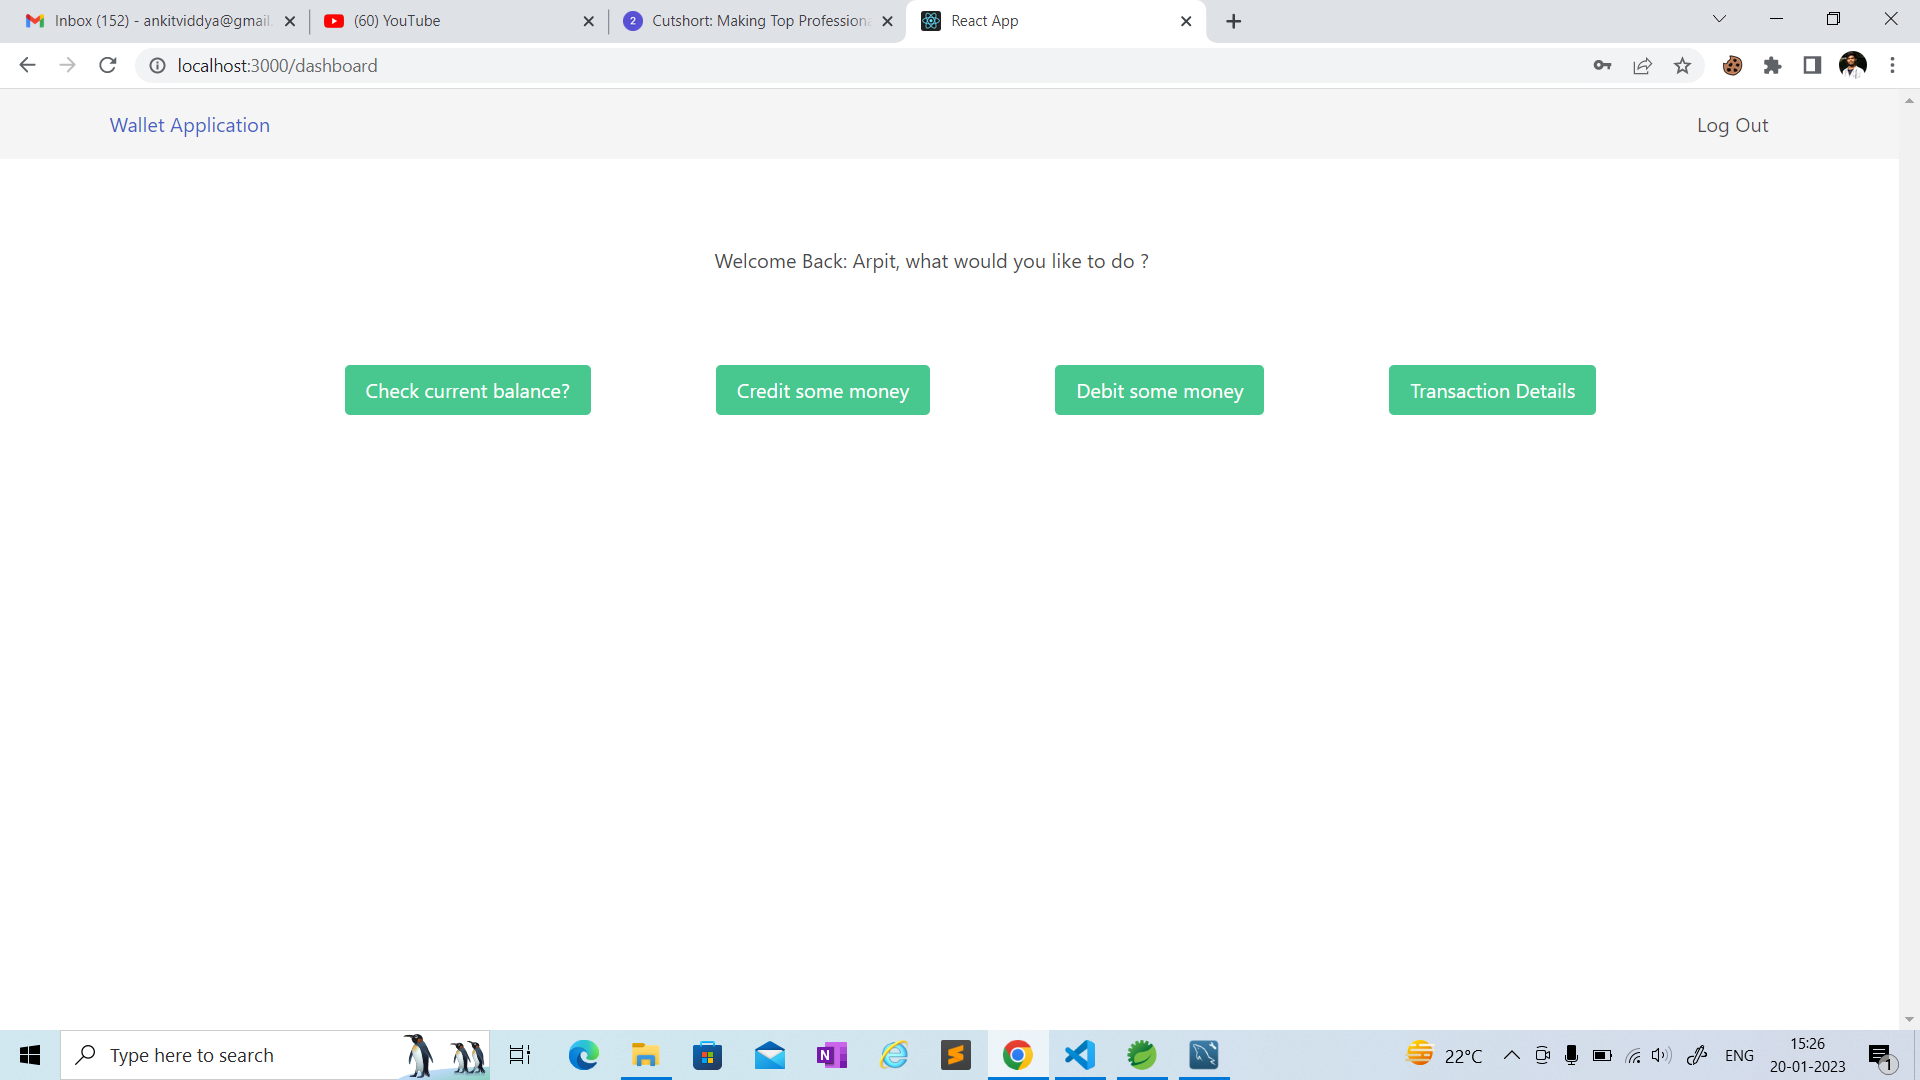 Inbox (152) - ankitviddya@gmail.
(60) YouTube
2
Cutshort: Making Top Professiona
React App
localhost:3000/dashboard
Wallet Application
Log Out
Welcome Back: Arpit, what would you like to do ?
Check current balance?
Credit some money
Debit some money
Transaction Details
Type here to search
N
22°C
ENG
15:26
20-01-2023
1